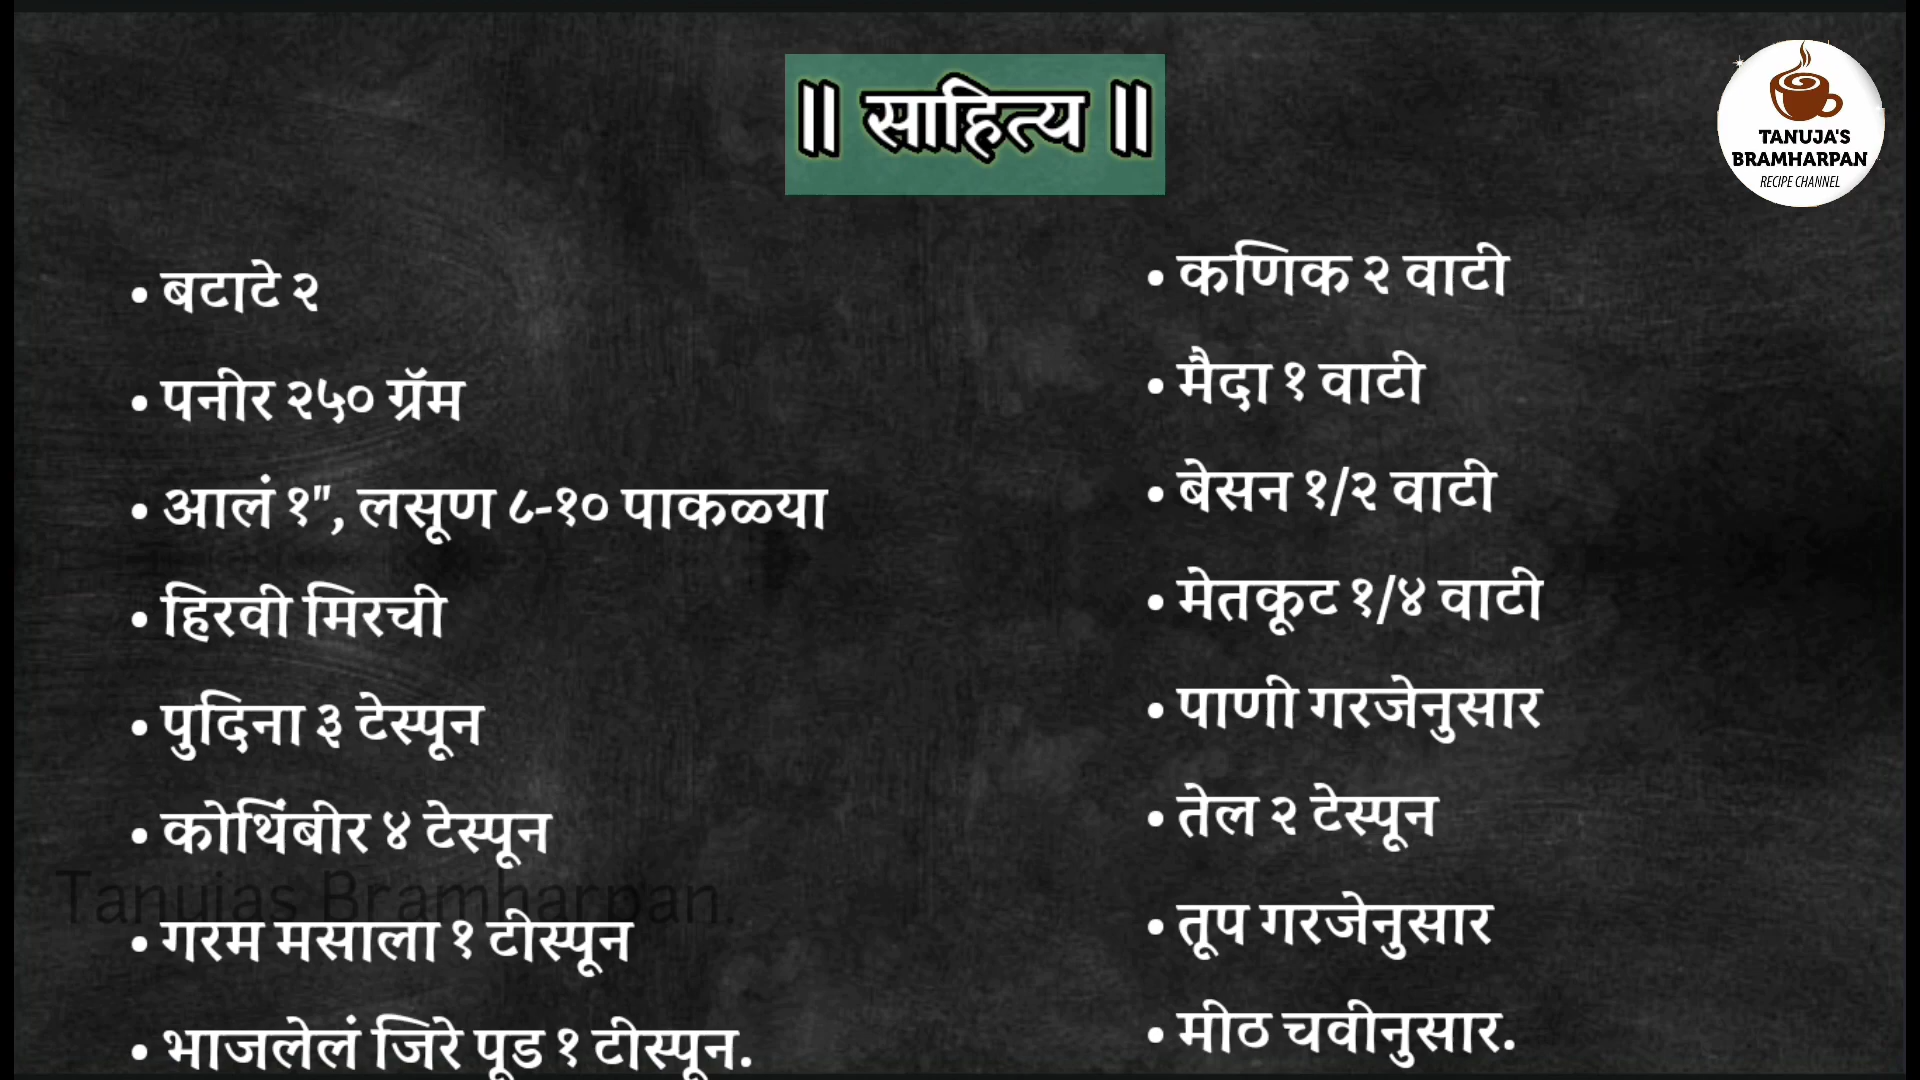 ॥ साहित्य ॥
TANUJA'S
BRAMHARPAN
RECIPE CHANNEL
• बटाटे २
• पनीर २५० ग्रॅम
• आलं १", लसूण ८-१० पाकळ्या
• हिरवी मिरची
• पुदिना ३ टेस्पून
• कोथिंबीर ४ टेस्पून
Tanujas Bramharpan.
• गरम मसाला १ टीस्पून
• भाजलेलं जिरे पूड १ टीस्पून.
• कणिक २ वाटी
• मैदा १ वाटी
• बेसन १/२ वाटी
• मेतकूट १/४ वाटी
• पाणी गरजेनुसार
• तेल २ टेस्पून
• तूप गरजेनुसार
• मीठ चवीनुसार.